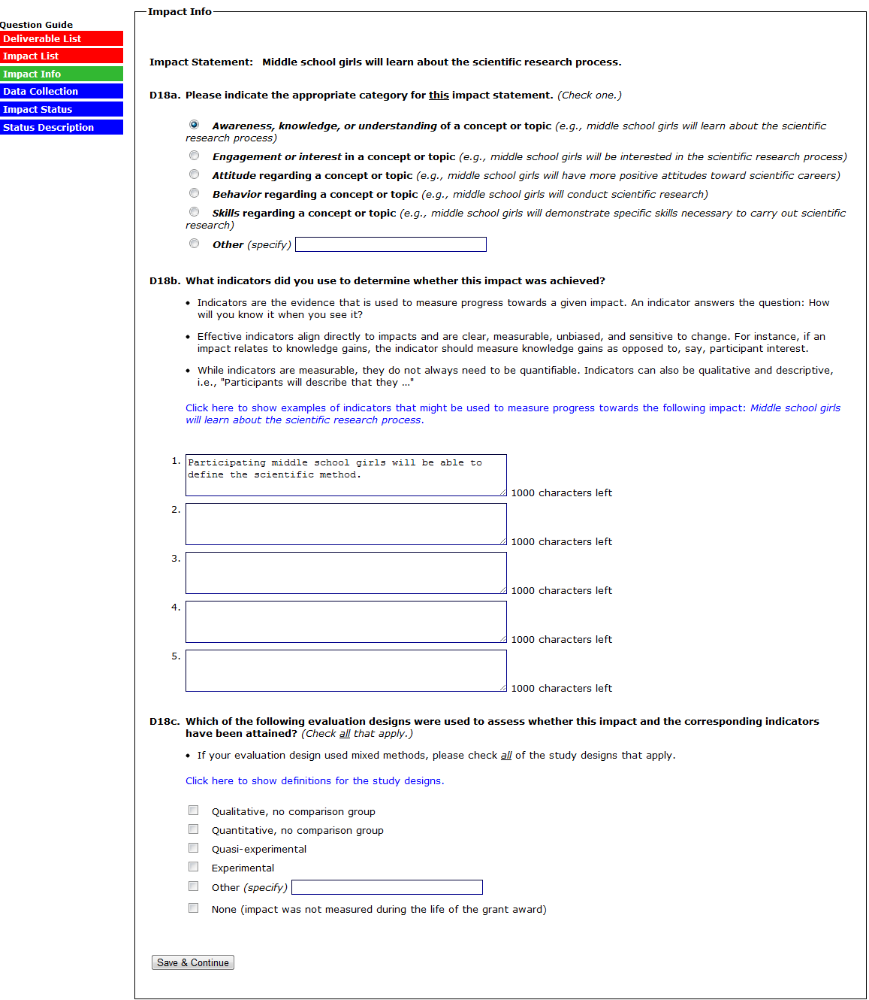 Impact Info
Question Guide
Deliverable List
Impact List
Impact Info
Data Collection
Impact Status
Status Description
Impact Statement: Middle school girls will learn about the scientific research process.
D18a. Please indicate the appropriate category for this impact statement. (Check one.)
Awareness, knowledge, or understanding of a concept or topic (e.g., middle school girls will learn about the scientific
research process)
Engagement or interest in a concept or topic (e.g., middle school girls will be interested in the scientific research process)
Attitude regarding a concept or topic (e.g., middle school girls will have more positive attitudes toward scientific careers)
Behavior regarding a concept or topic (e.g., middle school girls will conduct scientific research)
Skills regarding a concept or topic (e.g., middle school girls will demonstrate specific skills necessary to carry out scientific
research)
Other (specify)
D18b. What indicators did you use to determine whether this impact was achieved?
• Indicators are the evidence that is used to measure progress towards a given impact. An indicator answers the question: How
will you know it when you see it?
• Effective indicators align directly to impacts and are clear, measurable, unbiased, and sensitive to change. For instance, if an
impact relates to knowledge gains, the indicator should measure knowledge gains as opposed to, say, participant interest.
• While indicators are measurable, they do not always need to be quantifiable. Indicators can also be qualitative and descriptive,
i.e., "Participants will describe that they ..."
Click here to show examples of indicators that might be used to measure progress towards the following impact: Middle school girls
will learn about the scientific research process.
1. Participating middle school girls will be able to
define the scientific method.
1000 characters left
2.
1000 characters left
3.
1000 characters left
4.
1000 characters left
5.
1000 characters left
D18c. Which of the following evaluation designs were used to assess whether this impact and the corresponding indicators
have been attained? (Check all that apply.)
• If your evaluation design used mixed methods, please check all of the study designs that apply.
Click here to show definitions for the study designs.
Qualitative, no comparison group
Quantitative, no comparison group
Quasi-experimental
Experimental
Other (specify)
None (impact was not measured during the life of the grant award)
Save & Continue